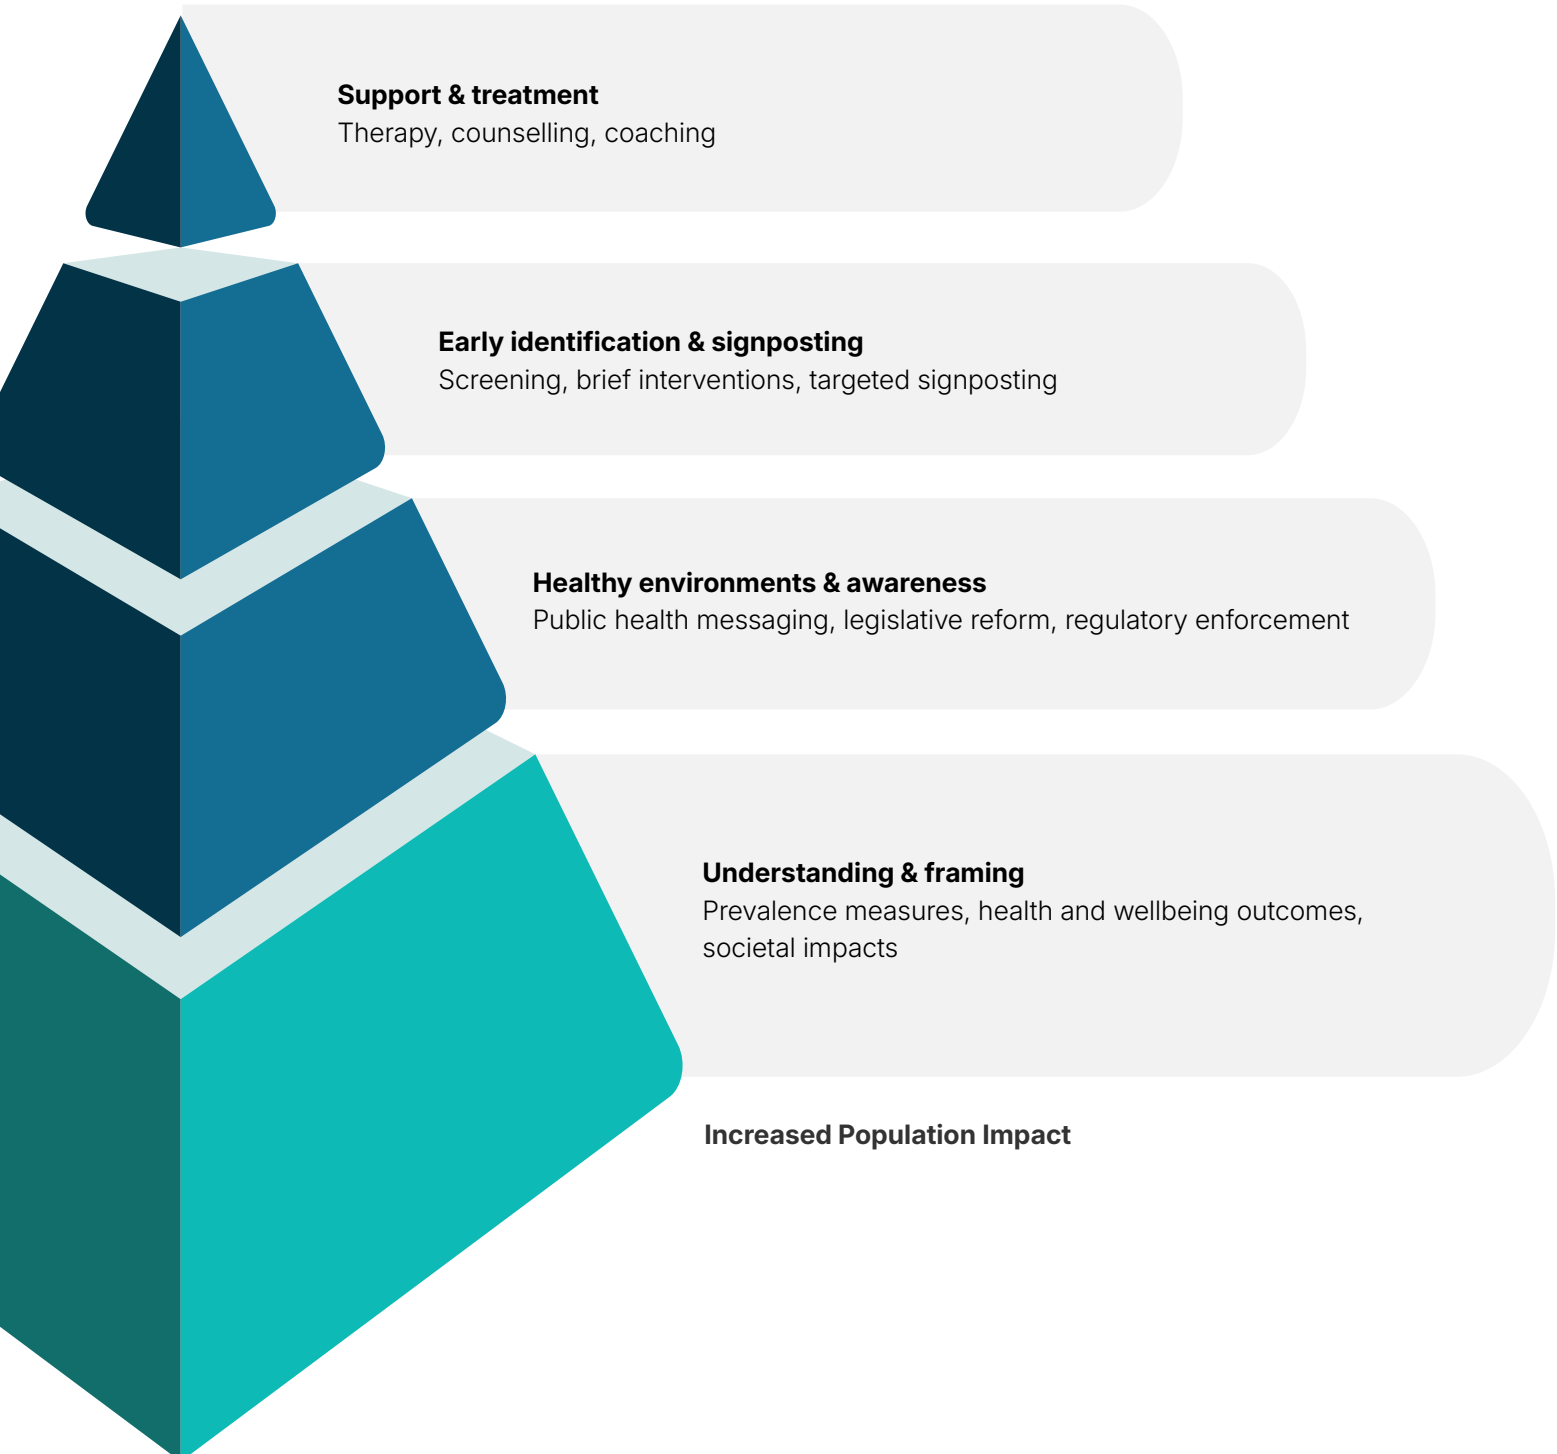 Support & treatment
Therapy, counselling, coaching
Early identification & signposting
Screening, brief interventions, targeted signposting
Healthy environments & awareness
Public health messaging, legislative reform, regulatory enforcement
Understanding & framing
Prevalence measures, health and wellbeing outcomes,
societal impacts
Increased Population Impact